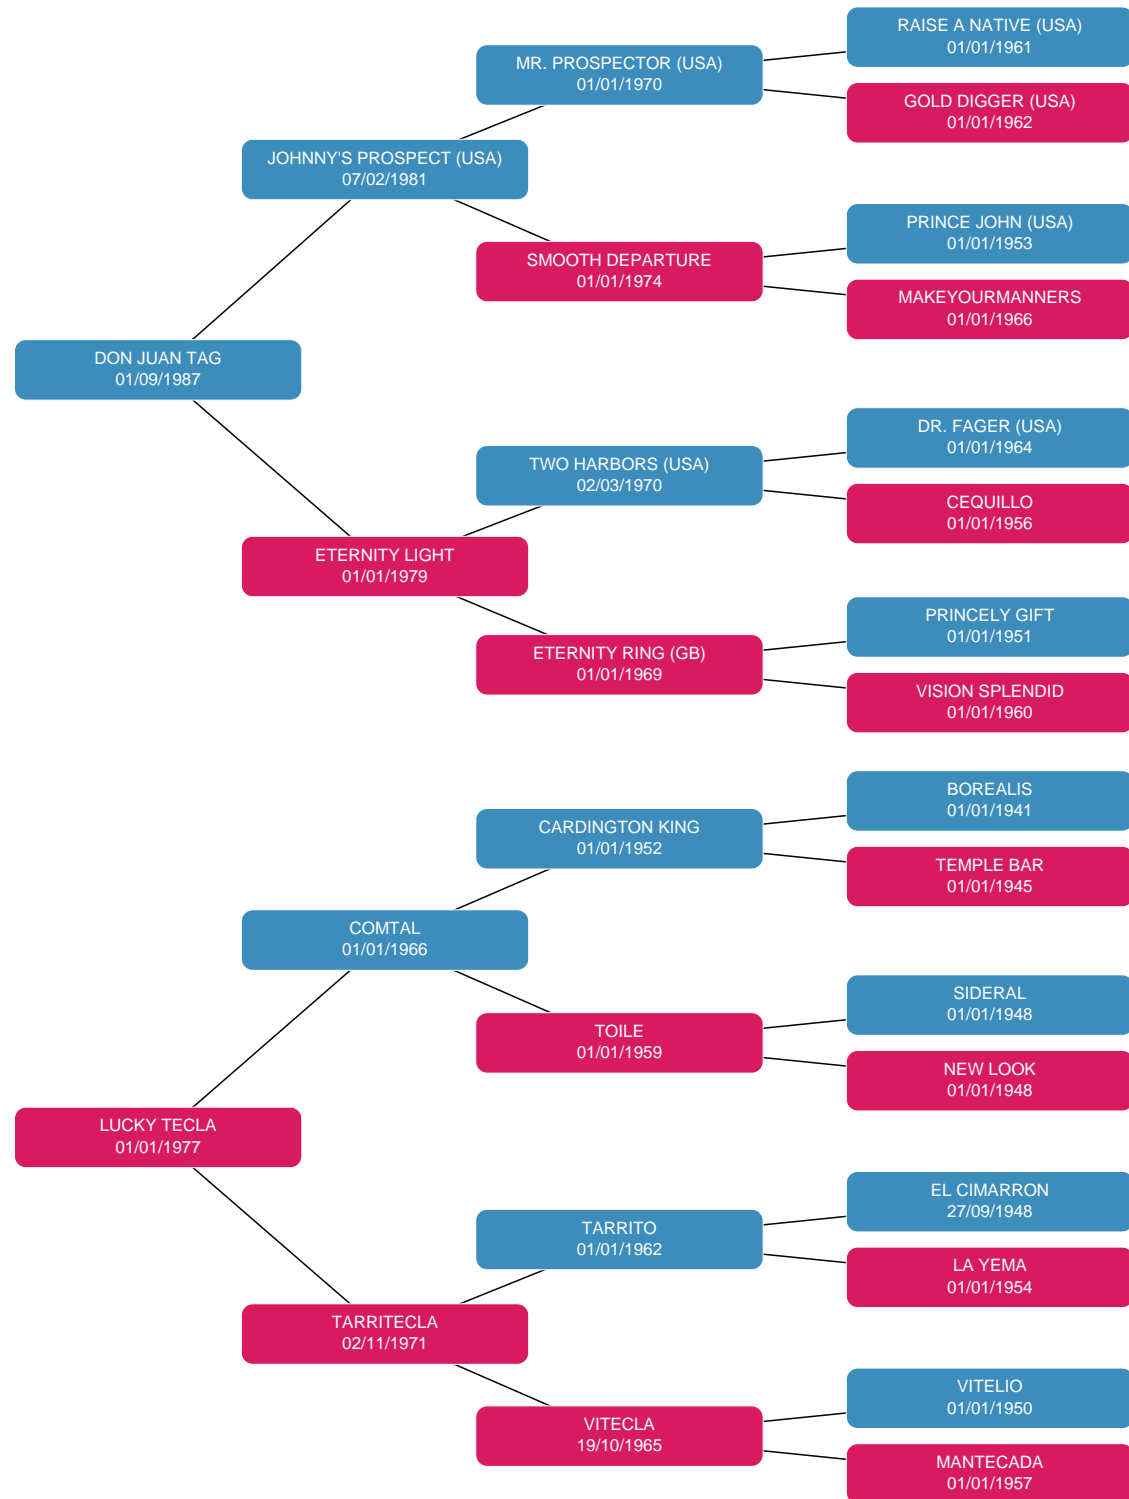 RAISE A NATIVE (USA)
01/01/1961
MR. PROSPECTOR (USA)
01/01/1970
GOLD DIGGER (USA)
01/01/1962
JOHNNY'S PROSPECT (USA)
07/02/1981
PRINCE JOHN (USA)
01/01/1953
SMOOTH DEPARTURE
01/01/1974
MAKEYOURMANNERS
01/01/1966
DON JUAN TAG
01/09/1987
DR. FAGER (USA)
01/01/1964
TWO HARBORS (USA)
02/03/1970
CEQUILLO
01/01/1956
ETERNITY LIGHT
01/01/1979
PRINCELY GIFT
01/01/1951
ETERNITY RING (GB)
01/01/1969
VISION SPLENDID
01/01/1960
BOREALIS
01/01/1941
CARDINGTON KING
01/01/1952
TEMPLE BAR
01/01/1945
COMTAL
01/01/1966
SIDERAL
01/01/1948
TOILE
01/01/1959
NEW LOOK
01/01/1948
LUCKY TECLA
01/01/1977
EL CIMARRON
27/09/1948
TARRITO
01/01/1962
LA YEMA
01/01/1954
TARRITECLA
02/11/1971
VITELIO
01/01/1950
VITECLA
19/10/1965
MANTECADA
01/01/1957